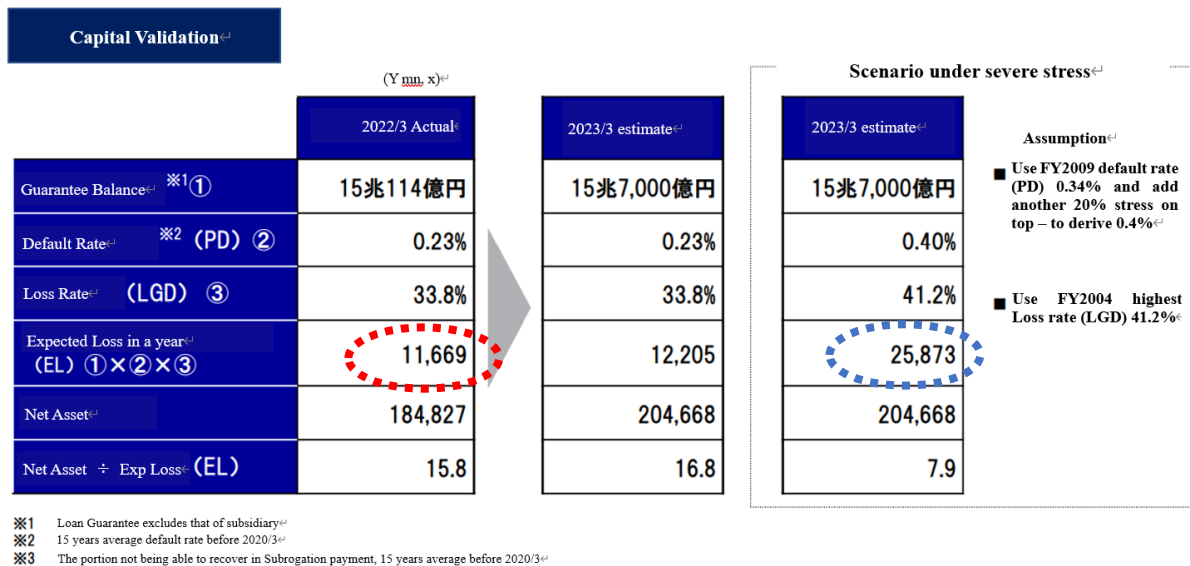 Capital Validation↵
(Y mn, x)↵
Scenario under severe stress↵
2022/3 Actual↵
2023/3 estimate↵
2023/3 estimate↵
Guarantee Balance↵ ※1①
15兆114億円
15兆7,000億円
15兆7,000億円
Default Rate↵ ※2 (PD) ②
0.23%
0.23%
0.40%
Loss Rate↵ (LGD) ③
33.8%
33.8%
41.2%
Expected Loss in a year↵
(EL) ①×②×③
11,669
12,205
25,873
Net Asset↵
184,827
204,668
204,668
Net Asset ÷ Exp Loss↵ (EL)
15.8
16.8
7.9
Assumption↵
■ Use FY2009 default rate
(PD) 0.34% and add
another 20% stress on
top – to derive 0.4%↵
■ Use FY2004 highest
Loss rate (LGD) 41.2%↵
※1 Loan Guarantee excludes that of subsidiary↵
※2 15 years average default rate before 2020/3↵
※3 The portion not being able to recover in Subrogation payment, 15 years average before 2020/3↵